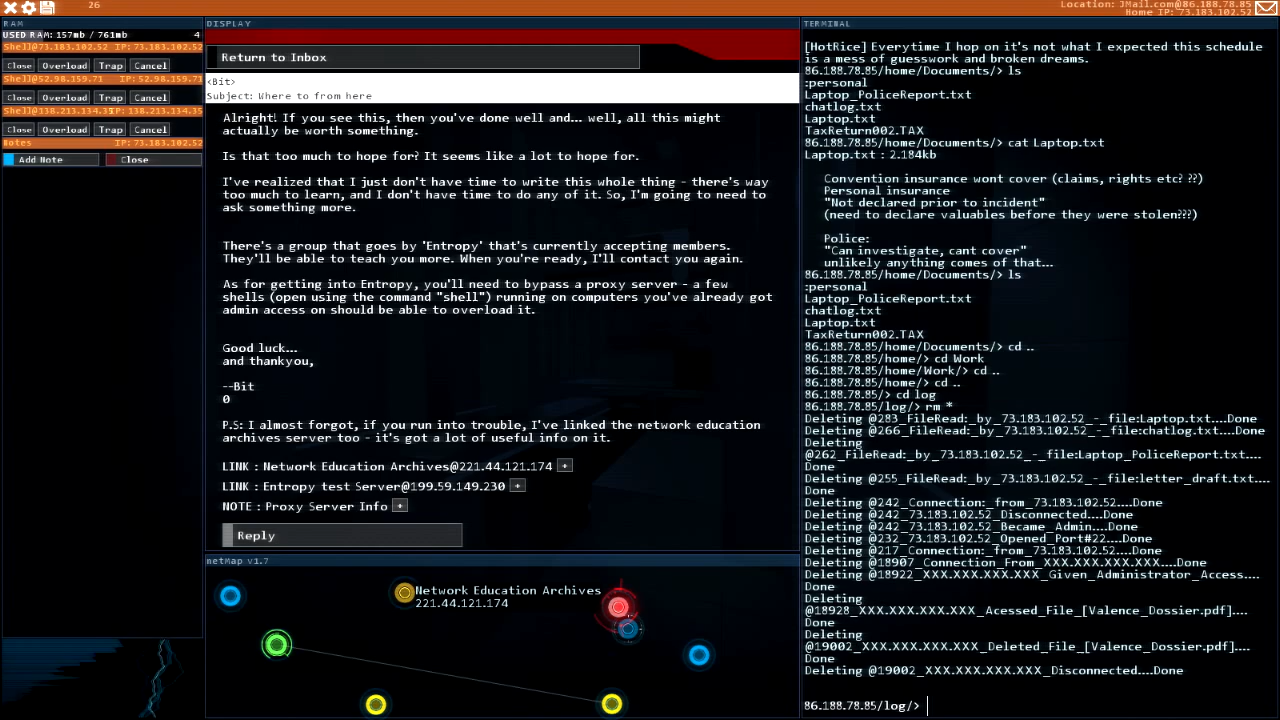 26
Location: JMail.com@86.188.78.85
Home IP: 73.183.102.52
RAM
USED RAM: 157mb / 761mb 4
Shell@73.183.102.52 IP: 73.183.102.52
Close Overload Trap Cancel
Shell@52.98.159.71 IP: 52.98.159.71
Close Overload Trap Cancel
Shell@138.213.134.35 IP: 138.213.134.35
Close Overload Trap Cancel
Notes IP: 73.183.102.52
Add Note Close
DISPLAY
Return to Inbox
<Bit>
Subject: Where to from here
Alright! If you see this, then you've done well and... well, all this might
actually be worth something.
Is that too much to hope for? It seems like a lot to hope for.
I've realized that I just don't have time to write this whole thing - there's way
too much to learn, and I don't have time to do any of it. So, I'm going to need to
ask something more.
There's a group that goes by 'Entropy' that's currently accepting members.
They'll be able to teach you more. When you're ready, I'll contact you again.
As for getting into Entropy, you'll need to bypass a proxy server - a few
shells (open using the command "shell") running on computers you've already got
admin access on should be able to overload it.
Good luck...
and thankyou,
--Bit
0
P.S: I almost forgot, if you run into trouble, I've linked the network education
archives server too - it's got a lot of useful info on it.
LINK : Network Education Archives@221.44.121.174 +
LINK : Entropy test Server@199.59.149.230 +
NOTE : Proxy Server Info +
Reply
netMap v1.7
Network Education Archives
221.44.121.174
TERMINAL
[HotRice] Everytime I hop on it's not what I expected this schedule
is a mess of guesswork and broken dreams.
86.188.78.85/home/Documents/> ls
:personal
Laptop_PoliceReport.txt
chatlog.txt
Laptop.txt
TaxReturn002.TAX
86.188.78.85/home/Documents/> cat Laptop.txt
Laptop.txt : 2.184kb
Convention insurance wont cover (claims, rights etc? ??)
Personal insurance
"Not declared prior to incident"
(need to declare valuables before they were stolen???)
Police:
"Can investigate, cant cover"
unlikely anything comes of that...
86.188.78.85/home/Documents/> ls
:personal
Laptop_PoliceReport.txt
chatlog.txt
Laptop.txt
TaxReturn002.TAX
86.188.78.85/home/Documents/> cd ..
86.188.78.85/home/> cd Work
86.188.78.85/home/Work/> cd ..
86.188.78.85/home/> cd ..
86.188.78.85/> cd log
86.188.78.85/log/> rm *
Deleting @283_FileRead:_by_73.183.102.52_-_file:Laptop.txt....Done
Deleting @266_FileRead:_by_73.183.102.52_-_file:chatlog.txt....Done
Deleting
@262_FileRead:_by_73.183.102.52_-_file:Laptop_PoliceReport.txt....
Done
Deleting @255_FileRead:_by_73.183.102.52_-_file:letter_draft.txt....
Done
Deleting @242_Connection:_from_73.183.102.52....Done
Deleting @242_73.183.102.52_Disconnected....Done
Deleting @242_73.183.102.52_Became_Admin....Done
Deleting @232_73.183.102.52_Opened_Port#22....Done
Deleting @217_Connection:_from_73.183.102.52....Done
Deleting @18907_Connection_From_XXX.XXX.XXX.XXX....Done
Deleting @18922_XXX.XXX.XXX.XXX_Given_Administrator_Access....
Done
Deleting
@18928_XXX.XXX.XXX.XXX_Acessed_File_[Valence_Dossier.pdf]....
Done
Deleting
@19002_XXX.XXX.XXX.XXX_Deleted_File_[Valence_Dossier.pdf]....
Done
Deleting @19002_XXX.XXX.XXX.XXX_Disconnected....Done
86.188.78.85/log/>